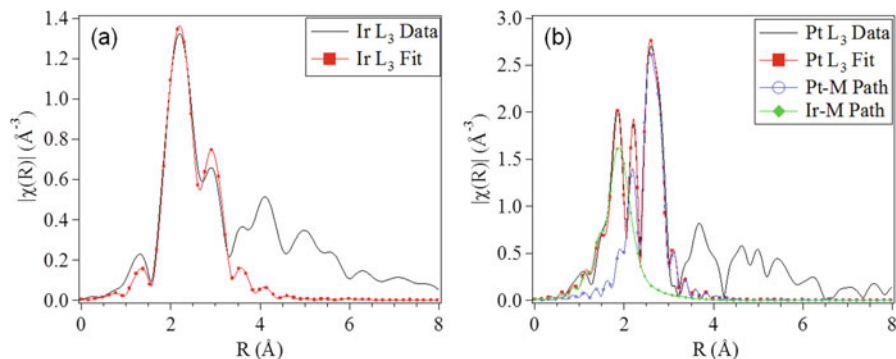 (a)
Ir L3 Data
Ir L3 Fit
1.4
1.2
1.0
0.8
0.6
0.4
0.2
0.0
|χ(R)| (Å-3)
0 2 4 6 8
R (Å)
(b)
Pt L3 Data
Pt L3 Fit
Pt-M Path
Ir-M Path
3.0
2.5
2.0
1.5
1.0
0.5
0.0
|χ(R)| (Å-3)
0 2 4 6 8
R (Å)